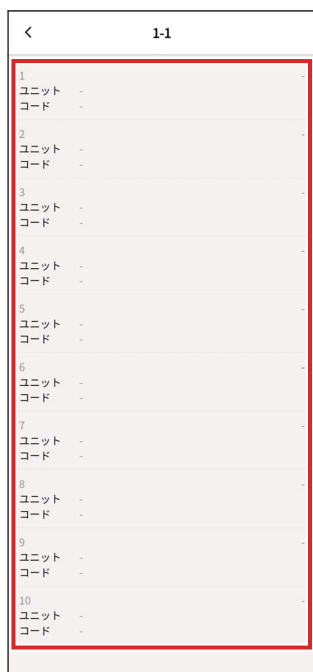 1-1
1 -
ユニット -
コード -
2 -
ユニット -
コード -
3 -
ユニット -
コード -
4 -
ユニット -
コード -
5 -
ユニット -
コード -
6 -
ユニット -
コード -
7 -
ユニット -
コード -
8 -
ユニット -
コード -
9 -
ユニット -
コード -
10 -
ユニット -
コード -